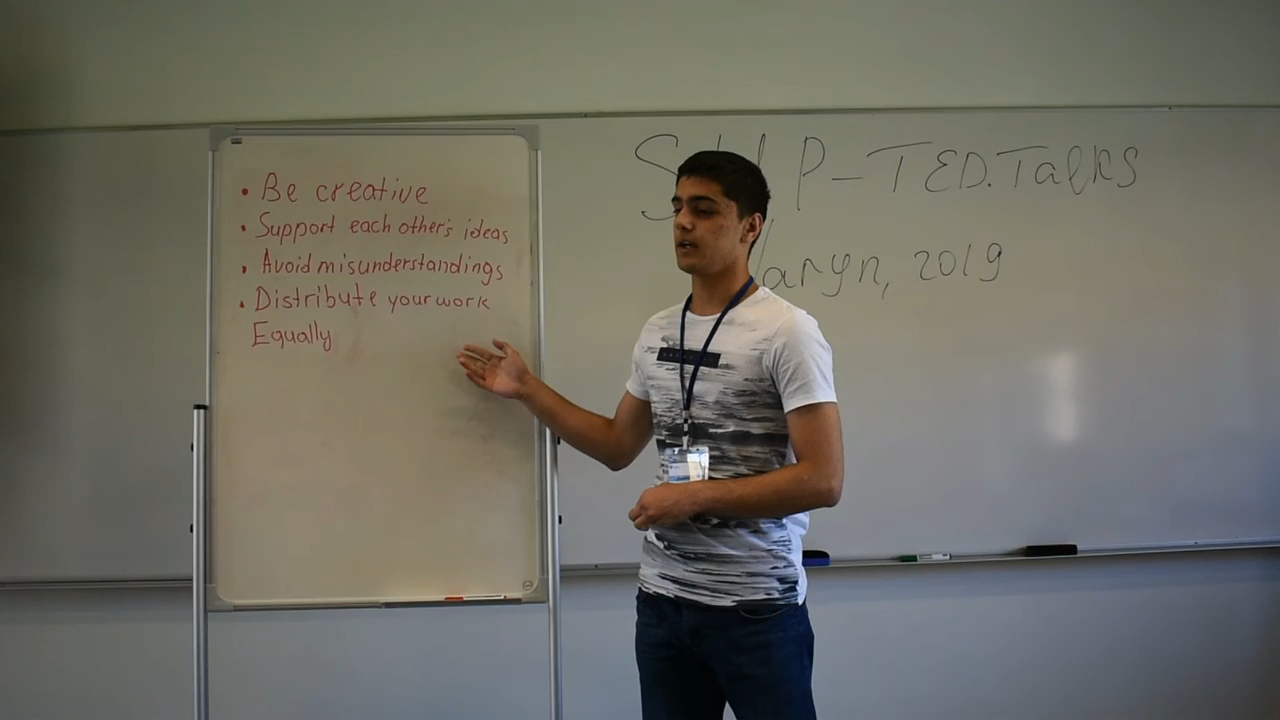 • Be creative
• Support each other's ideas
• Avoid misunderstandings
• Distribute your work
Equally
P-TED.Talks
2019